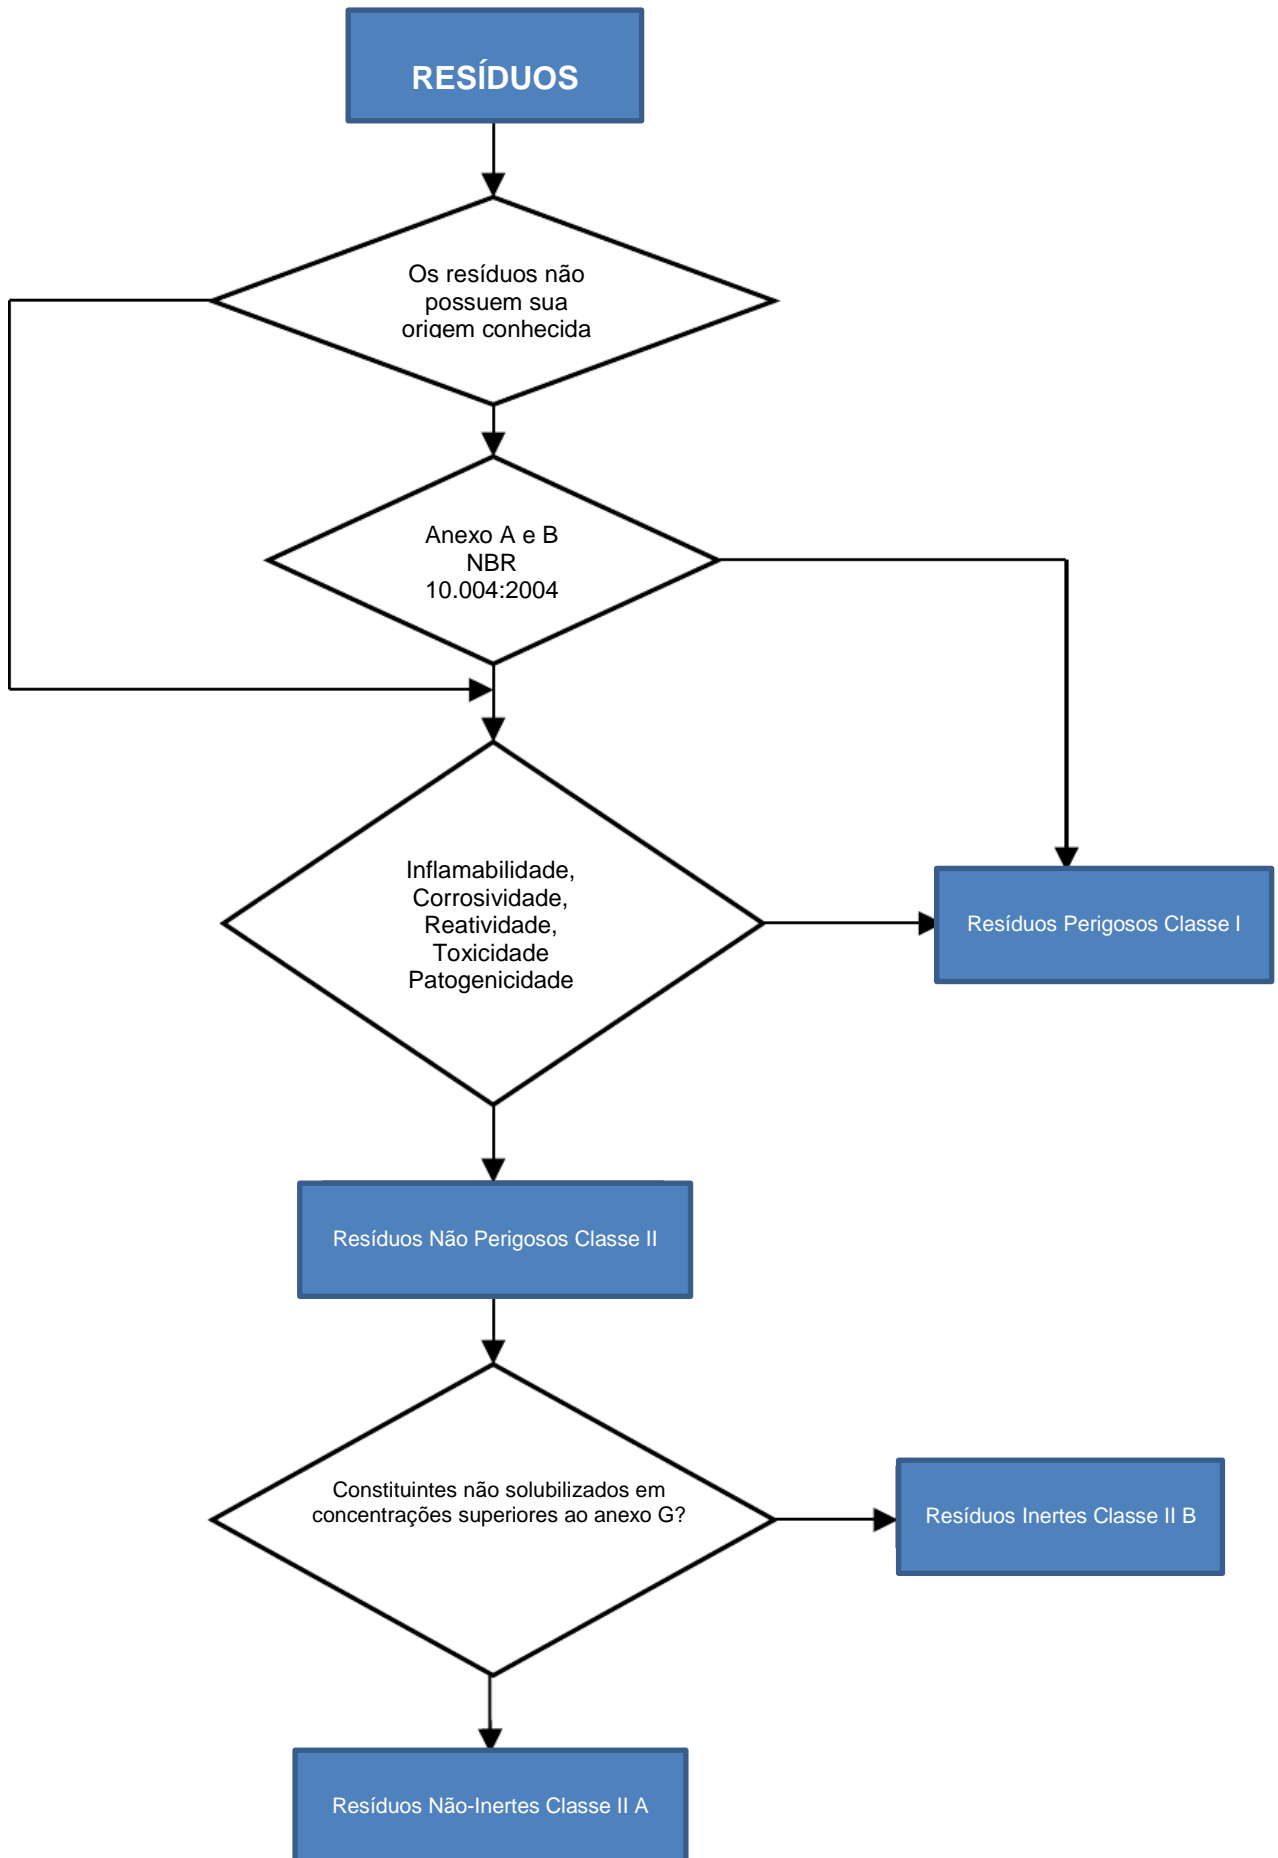 RESÍDUOS
Os resíduos não
possuem sua
origem conhecida
Anexo A e B
NBR
10.004:2004
Inflamabilidade,
Corrosividade,
Reatividade,
Toxicidade
Patogenicidade
Resíduos Perigosos Classe I
Resíduos Não Perigosos Classe II
Constituintes não solubilizados em
concentrações superiores ao anexo G?
Resíduos Inertes Classe II B
Resíduos Não-Inertes Classe II A